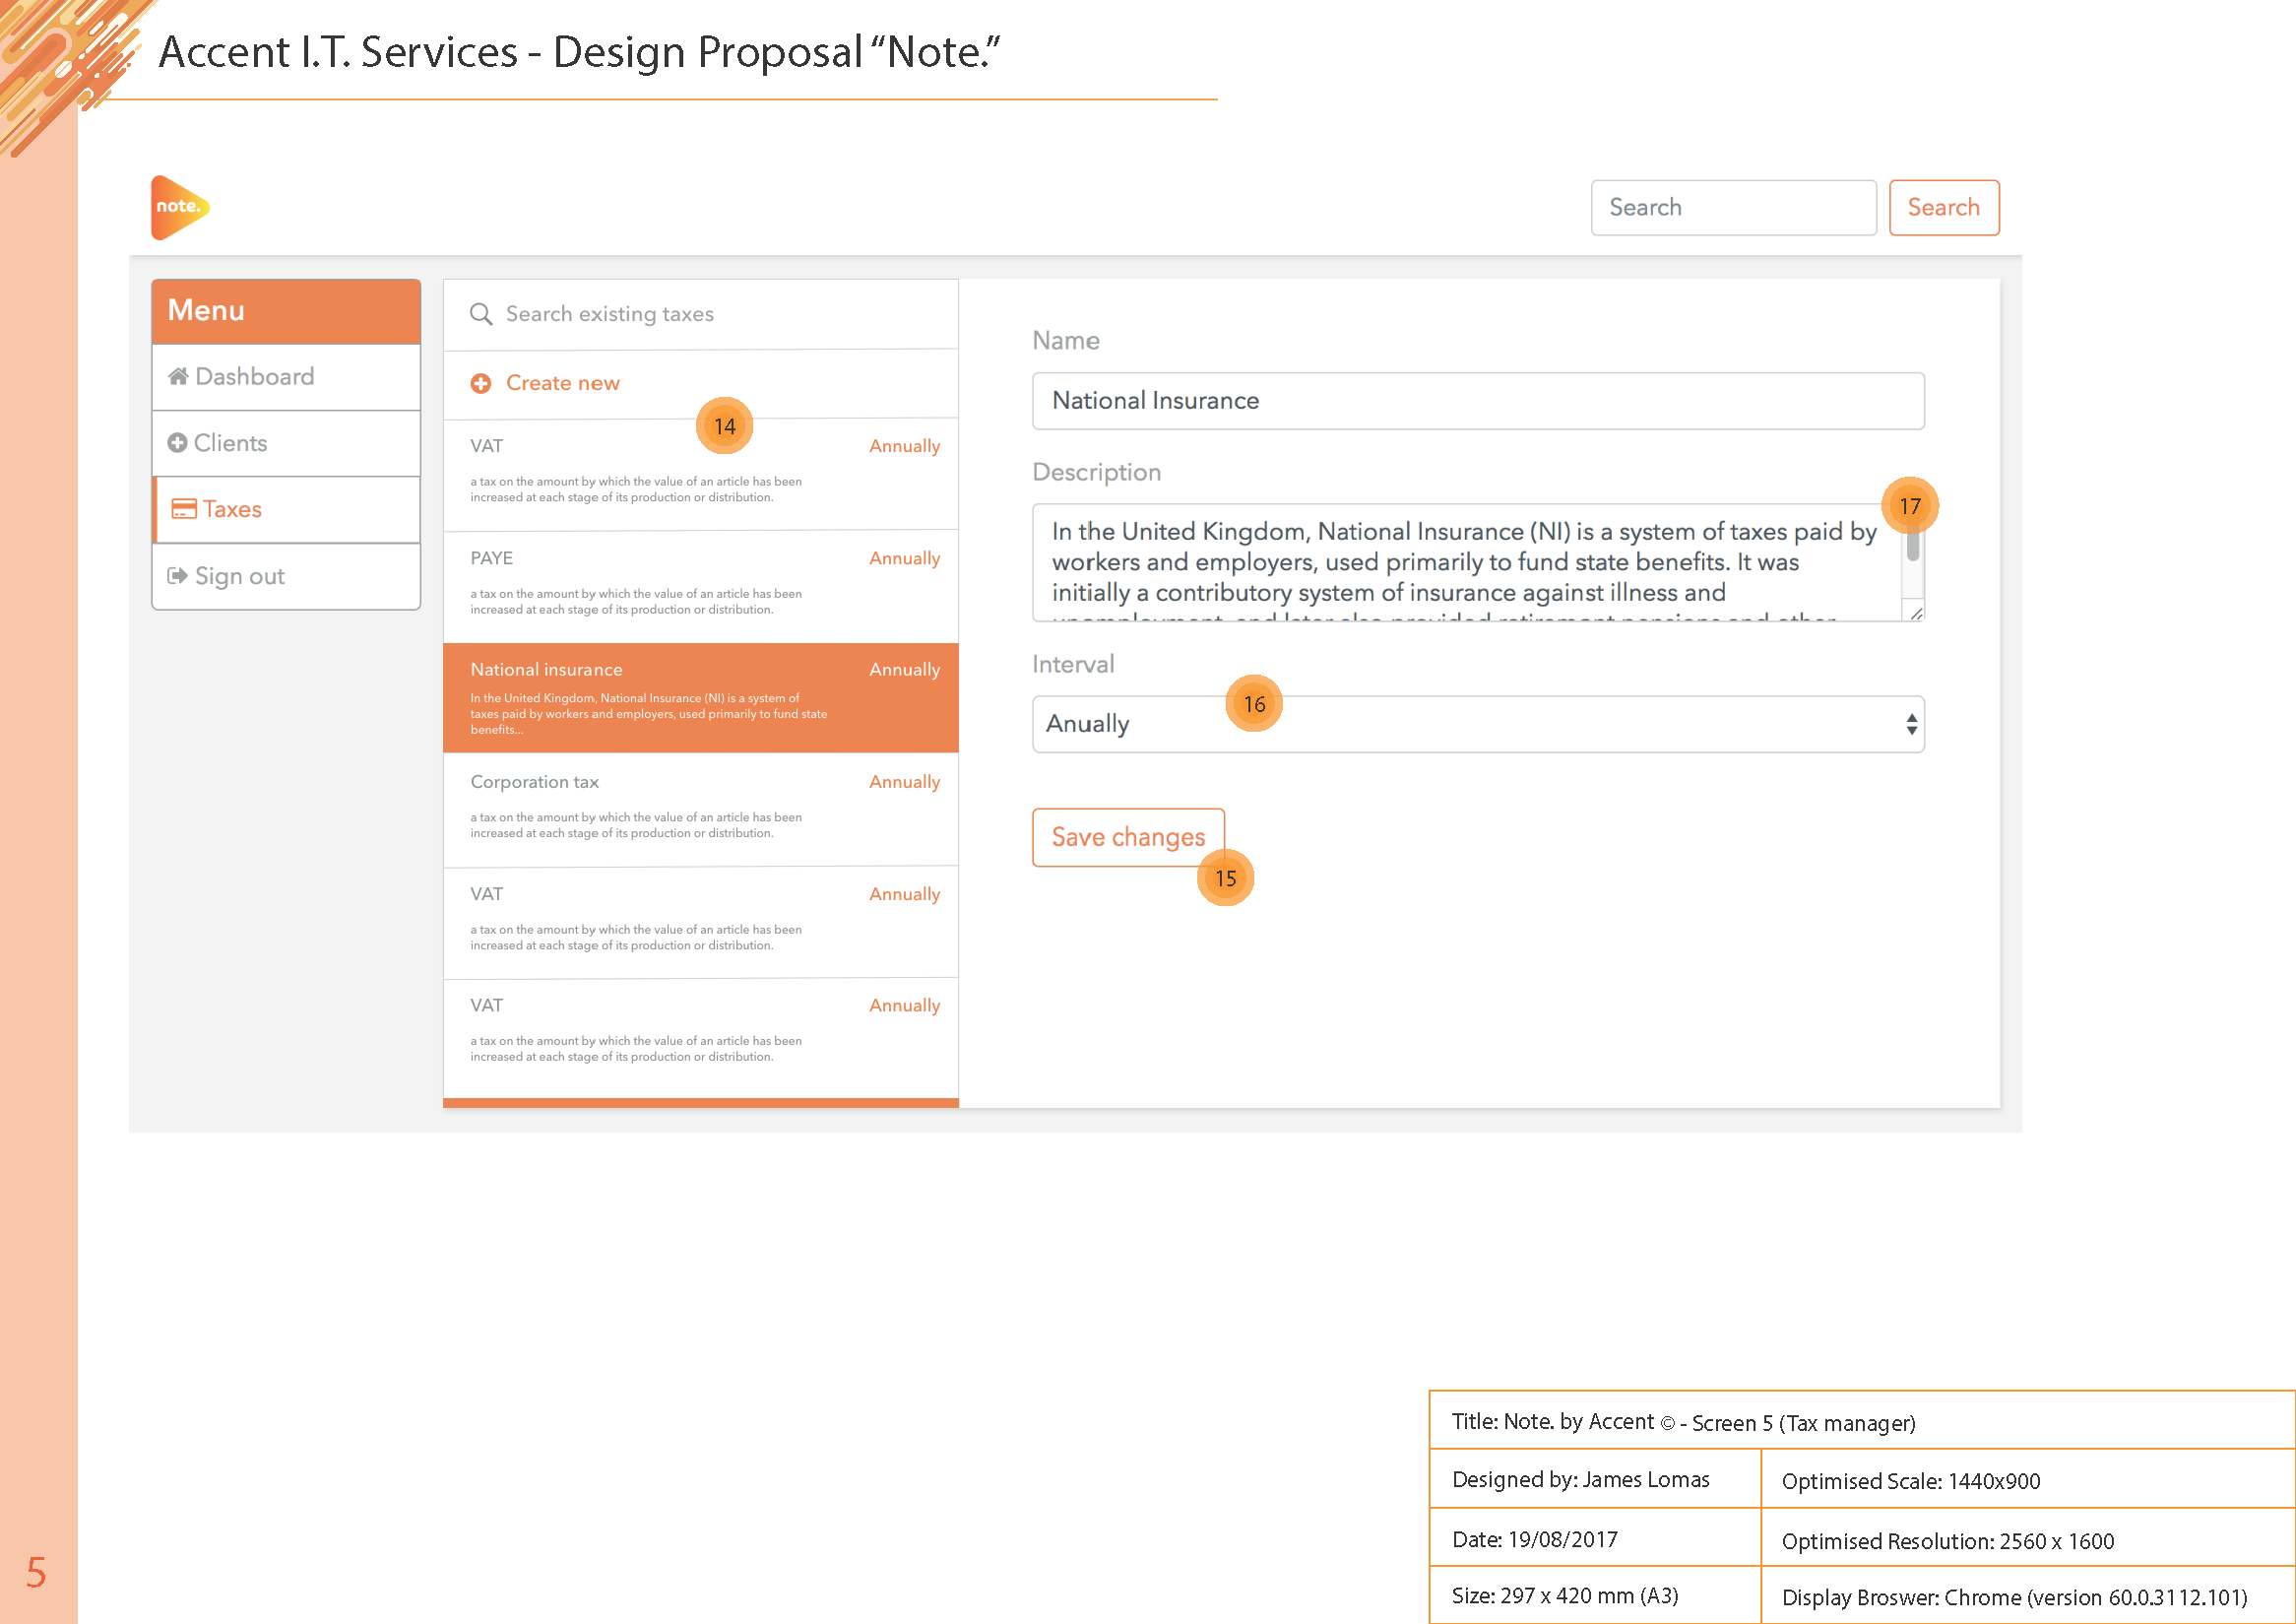 Accent I.T. Services - Design Proposal “Note.”
note.
Search
Search
Menu
Dashboard
Clients
Taxes
Sign out
Search existing taxes
Create new
14
VAT
Annually
a tax on the amount by which the value of an article has been
increased at each stage of its production or distribution.
PAYE
Annually
a tax on the amount by which the value of an article has been
increased at each stage of its production or distribution.
National insurance
Annually
In the United Kingdom, National Insurance (NI) is a system of
taxes paid by workers and employers, used primarily to fund state
benefits...
Corporation tax
Annually
a tax on the amount by which the value of an article has been
increased at each stage of its production or distribution.
VAT
Annually
a tax on the amount by which the value of an article has been
increased at each stage of its production or distribution.
VAT
Annually
a tax on the amount by which the value of an article has been
increased at each stage of its production or distribution.
Name
National Insurance
Description
17
In the United Kingdom, National Insurance (NI) is a system of taxes paid by
workers and employers, used primarily to fund state benefits. It was
initially a contributory system of insurance against illness and
unemployment, and later also provided retirement pensions and other
Interval
16
Anually
Save changes
15
Title: Note. by Accent © - Screen 5 (Tax manager)
Designed by: James Lomas
Optimised Scale: 1440x900
Date: 19/08/2017
Optimised Resolution: 2560 x 1600
Size: 297 x 420 mm (A3)
Display Broswer: Chrome (version 60.0.3112.101)
5